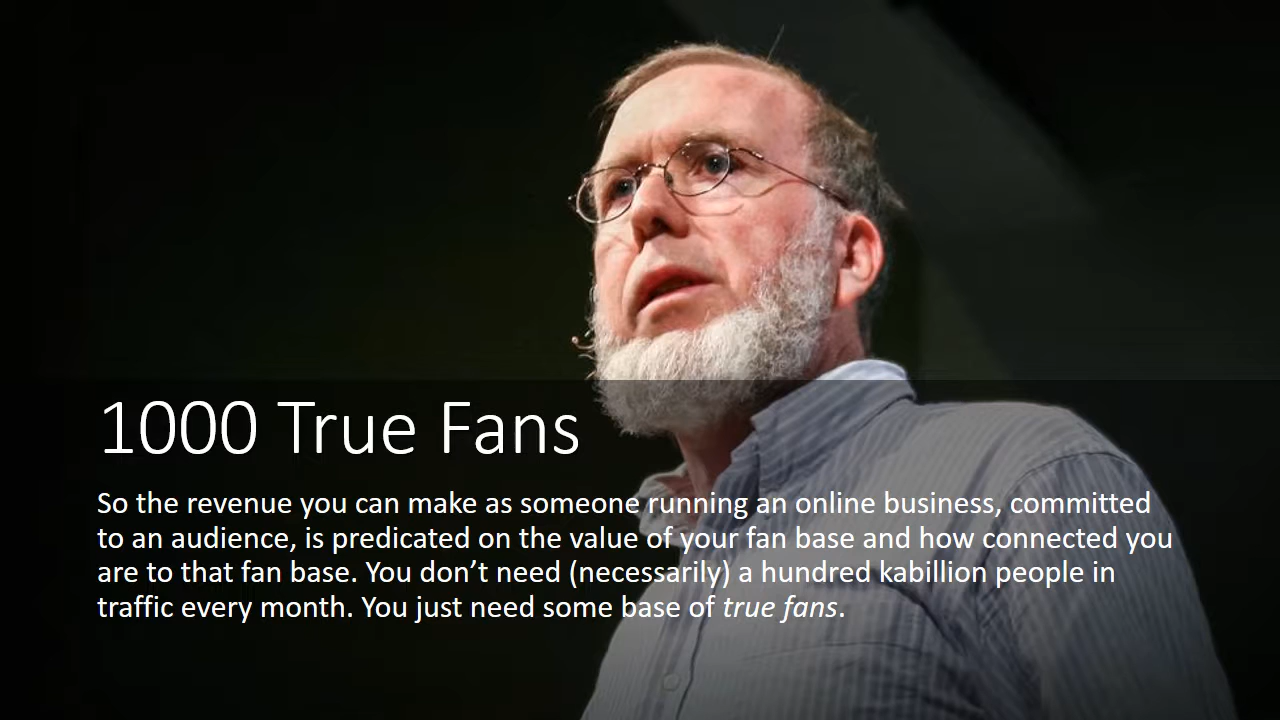 1000 True Fans
So the revenue you can make as someone running an online business, committed
to an audience, is predicated on the value of your fan base and how connected you
are to that fan base. You don’t need (necessarily) a hundred kabillion people in
traffic every month. You just need some base of true fans.